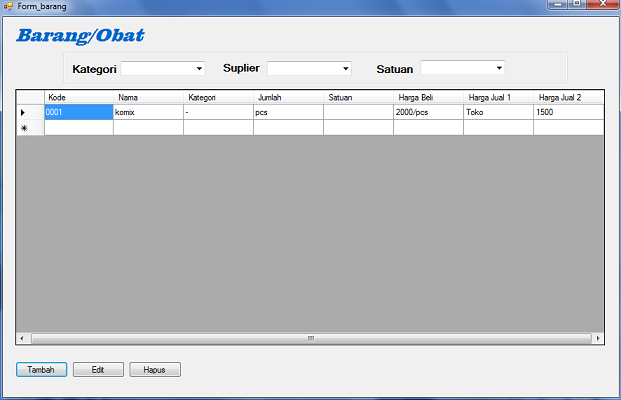 Form_barang
Barang/Obat
Kategori Suplier Satuan
Kode Nama Kategori Jumlah Satuan Harga Beli Harga Jual 1 Harga Jual 2
0001 komix - pcs 2000/pcs Toko 1500
Tambah Edit Hapus